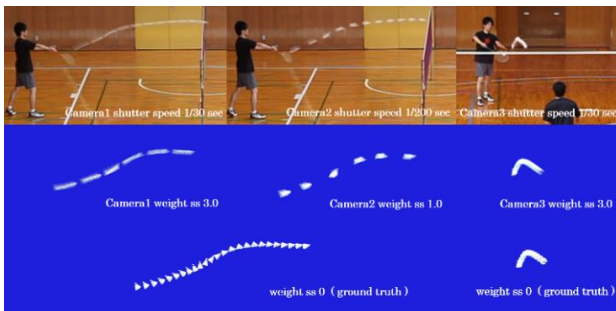 Camera1 shutter speed 1/30 sec
Camera2 shutter speed 1/200 sec
Camera3 shutter speed 1/30 sec
Camera1 weight ss 3.0
Camera2 weight ss 1.0
Camera3 weight ss 3.0
weight ss 0 ( ground truth )
weight ss 0 ( ground truth )